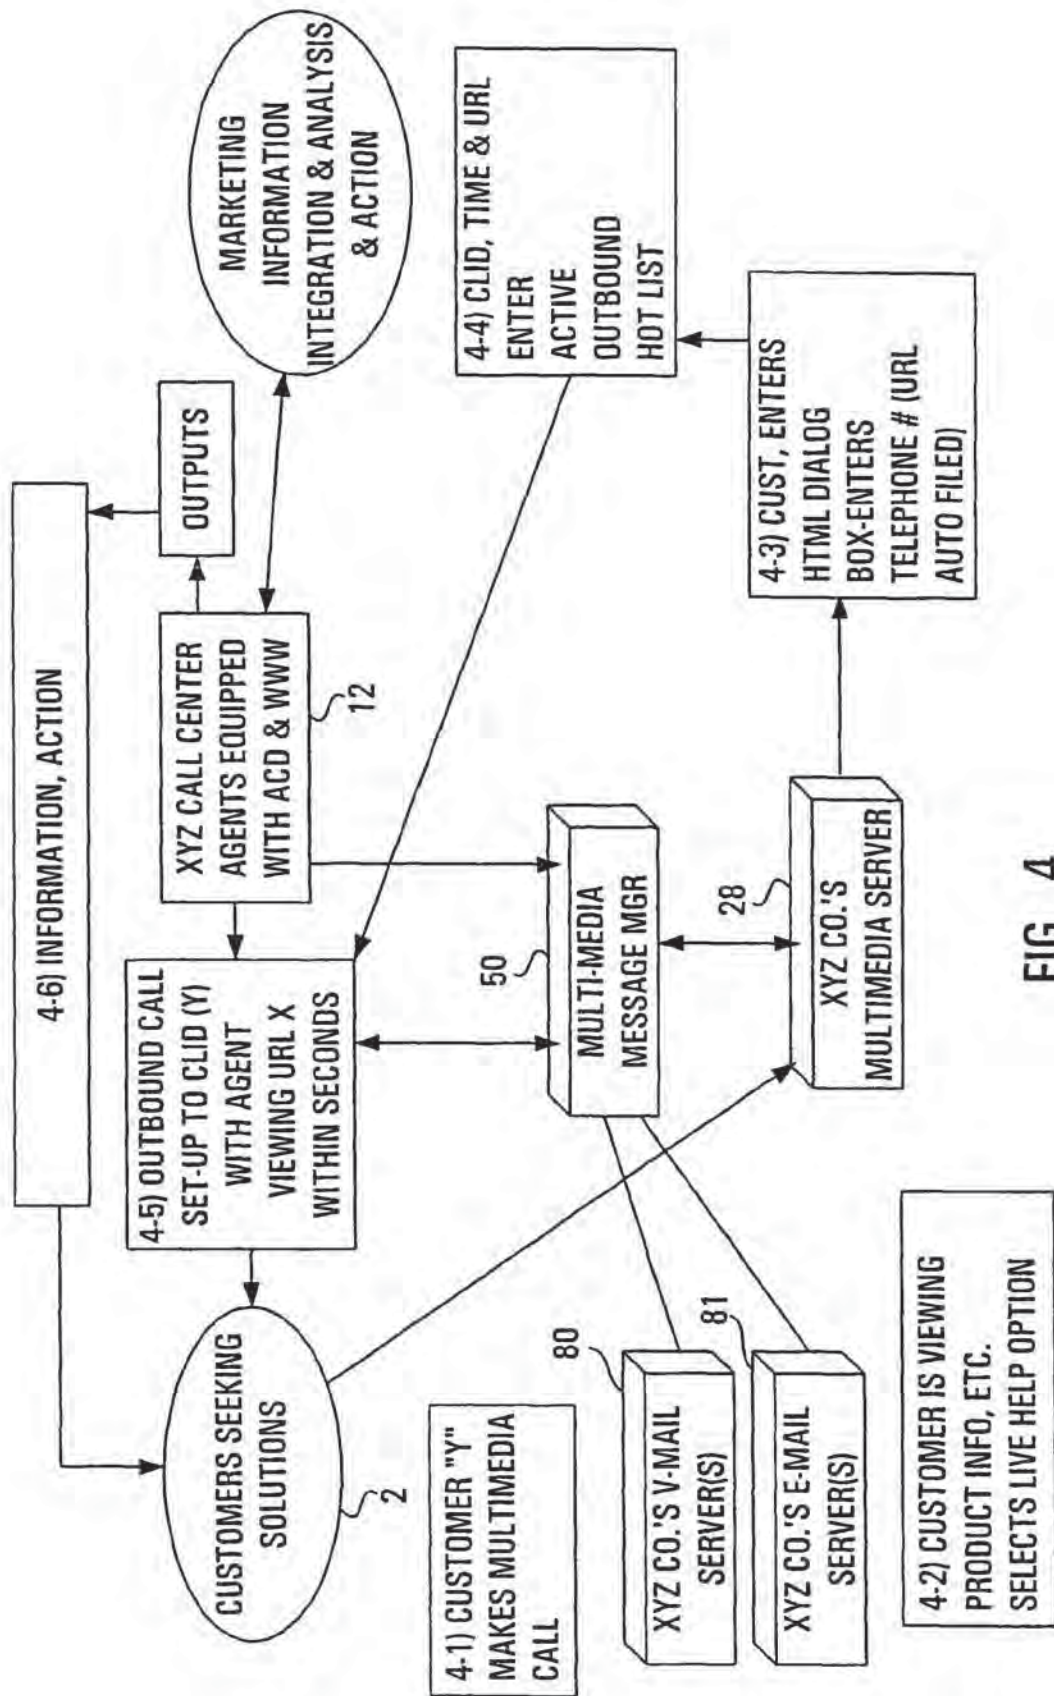 4-6) INFORMATION, ACTION
OUTPUTS
MARKETING
INFORMATION
INTEGRATION & ANALYSIS
& ACTION
XYZ CALL CENTER
AGENTS EQUIPPED
WITH ACD & WWW
12
4-5) OUTBOUND CALL
SET-UP TO CLID (Y)
WITH AGENT
VIEWING URL X
WITHIN SECONDS
CUSTOMERS SEEKING
SOLUTIONS
2
4-4) CLID, TIME & URL
ENTER
ACTIVE
OUTBOUND
HOT LIST
4-1) CUSTOMER "Y"
MAKES MULTIMEDIA
CALL
50
MULTI-MEDIA
MESSAGE MGR
80
XYZ CO.'S V-MAIL
SERVER(S)
81
XYZ CO.'S E-MAIL
SERVER(S)
28
XYZ CO.'S
MULTIMEDIA SERVER
4-3) CUST, ENTERS
HTML DIALOG
BOX-ENTERS
TELEPHONE # (URL
AUTO FILED)
4-2) CUSTOMER IS VIEWING
PRODUCT INFO, ETC.
SELECTS LIVE HELP OPTION
FIG. 4